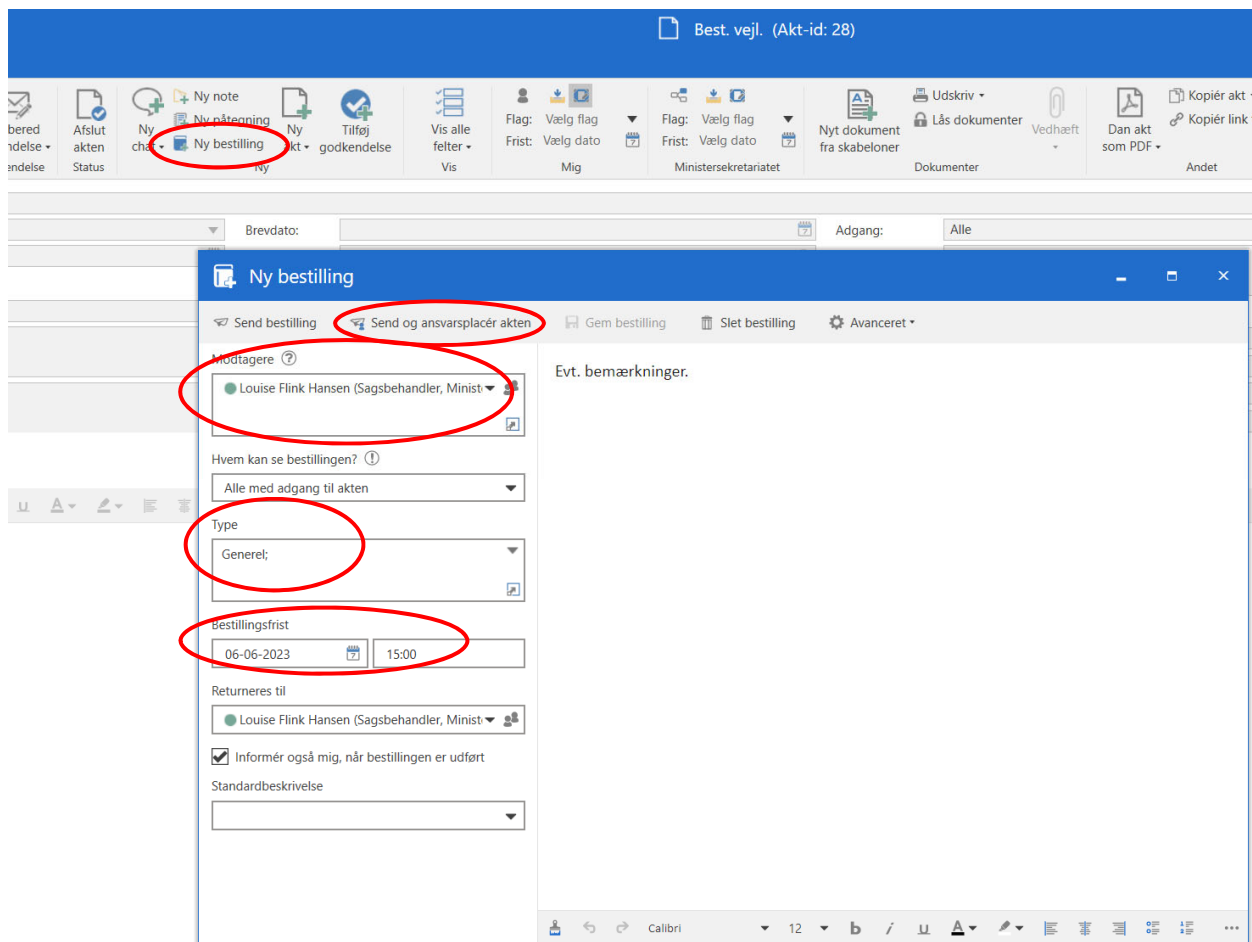 Best. vejl. (Akt-id: 28)
bered
ndelse
endelse
Afslut
akten
Status
Ny
chat
Ny note
Ny påtegning
Ny bestilling
Ny
akt
Tilføj
godkendelse
Ny
Vis alle
felter
Vis
Flag: Vælg flag
Frist: Vælg dato
Mig
Flag: Vælg flag
Frist: Vælg dato
Ministersekretariatet
Nyt dokument
fra skabeloner
Udskriv
Lås dokumenter
Vedhæft
Dokumenter
Dan akt
som PDF
Kopiér akt
Kopiér link
Andet
Brevdato:
Adgang: Alle
Ny bestilling
Send bestilling Send og ansvarsplacér akten Gem bestilling Slet bestilling Avanceret
Modtagere
Louise Flink Hansen (Sagsbehandler, Minist
Evt. bemærkninger.
Hvem kan se bestillingen?
Alle med adgang til akten
Type
Generel;
Bestillingsfrist
06-06-2023 15:00
Returneres til
Louise Flink Hansen (Sagsbehandler, Minist
Informér også mig, når bestillingen er udført
Standardbeskrivelse
Calibri 12